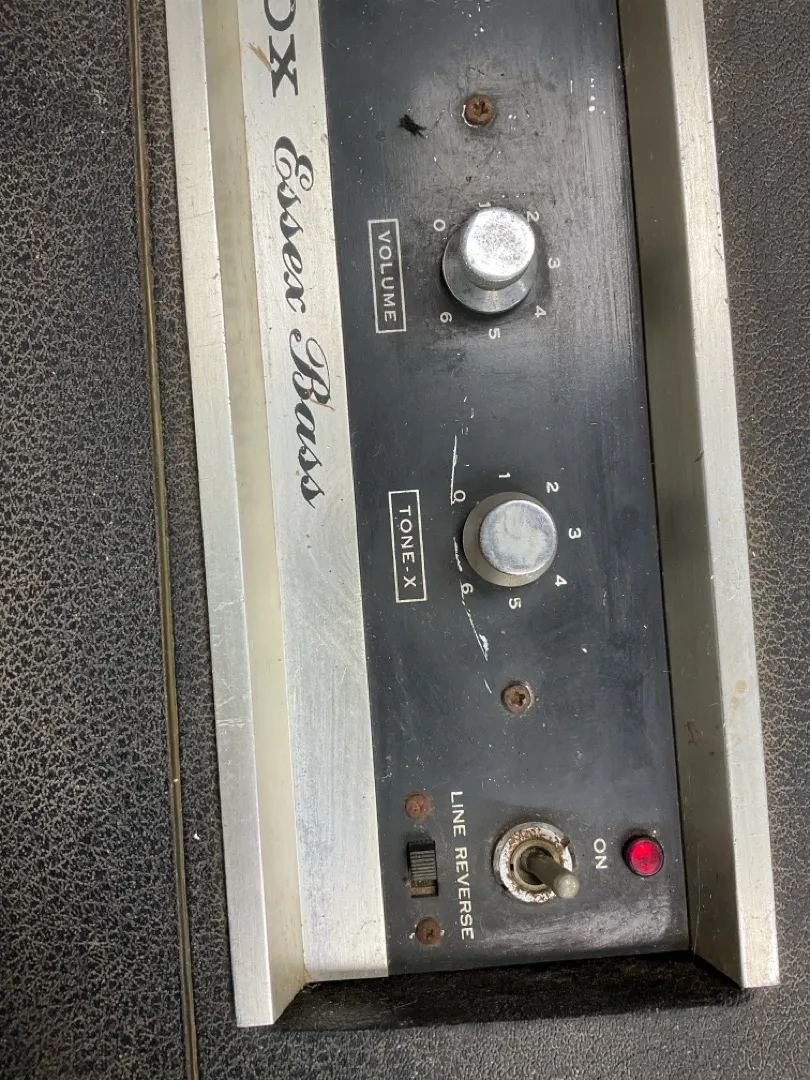 OX Essex Bass
VOLUME
0 1 2 3 4 5 6
TONE-X
0 1 2 3 4 5 6
LINE REVERSE
ON